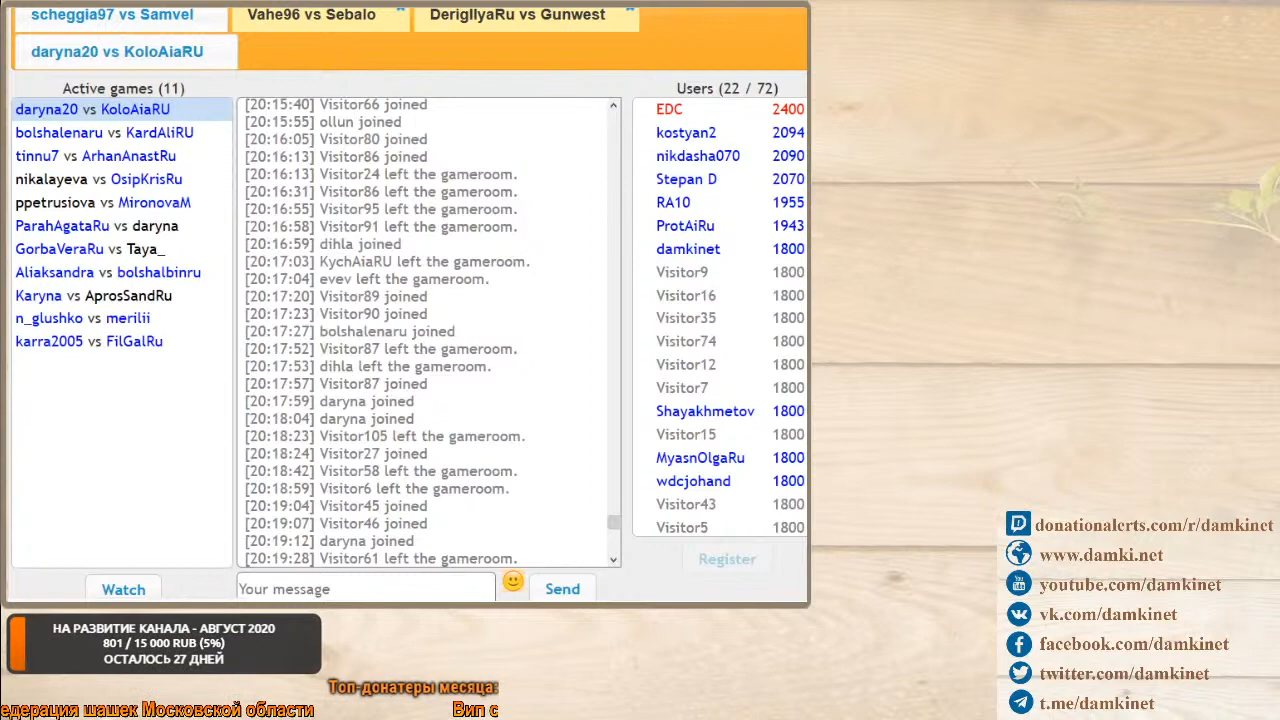 scheggia97 vs Samvel
Vahe96 vs Sebalo
DerigIlyaRu vs Gunwest
daryna20 vs KoloAiaRU
Active games (11)
daryna20 vs KoloAiaRU
bolshalenaru vs KardAliRU
tinnu7 vs ArhanAnastRu
nikalayeva vs OsipKrisRu
ppetrusiova vs MironovaM
ParahAgataRu vs daryna
GorbaVeraRu vs Taya_
Aliaksandra vs bolshalbinru
Karyna vs AprosSandRu
n_glushko vs merilii
karra2005 vs FilGalRu
Watch
[20:15:40] Visitor66 joined
[20:15:55] ollun joined
[20:16:05] Visitor80 joined
[20:16:13] Visitor86 joined
[20:16:13] Visitor24 left the gameroom.
[20:16:31] Visitor86 left the gameroom.
[20:16:55] Visitor95 left the gameroom.
[20:16:58] Visitor91 left the gameroom.
[20:16:59] dihla joined
[20:17:03] KychAiaRU left the gameroom.
[20:17:04] evev left the gameroom.
[20:17:20] Visitor89 joined
[20:17:23] Visitor90 joined
[20:17:27] bolshalenaru joined
[20:17:52] Visitor87 left the gameroom.
[20:17:53] dihla left the gameroom.
[20:17:57] Visitor87 joined
[20:17:59] daryna joined
[20:18:04] daryna joined
[20:18:23] Visitor105 left the gameroom.
[20:18:24] Visitor27 joined
[20:18:42] Visitor58 left the gameroom.
[20:18:59] Visitor6 left the gameroom.
[20:19:04] Visitor45 joined
[20:19:07] Visitor46 joined
[20:19:12] daryna joined
[20:19:28] Visitor61 left the gameroom.
Your message
Send
Users (22 / 72)
EDC 2400
kostyan2 2094
nikdasha070 2090
Stepan D 2070
RA10 1955
ProtAiRu 1943
damkinet 1800
Visitor9 1800
Visitor16 1800
Visitor35 1800
Visitor74 1800
Visitor12 1800
Visitor7 1800
Shayakhmetov 1800
Visitor15 1800
MyasnOlgaRu 1800
wdcjohand 1800
Visitor43 1800
Visitor5 1800
Register
donationalerts.com/r/damkinet
www.damki.net
youtube.com/damkinet
vk.com/damkinet
facebook.com/damkinet
twitter.com/damkinet
t.me/damkinet
НА РАЗВИТИЕ КАНАЛА - АВГУСТ 2020
801 / 15 000 RUB (5%)
ОСТАЛОСЬ 27 ДНЕЙ
Топ-донатеры месяца:
едерация шашек Московской области
Вип с